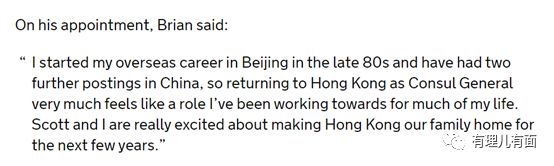 On his appointment, Brian said:
“ I started my overseas career in Beijing in the late 80s and have had two
further postings in China, so returning to Hong Kong as Consul General
very much feels like a role I’ve been working towards for much of my life.
Scott and I are really excited about making Hong Kong our family home for
the next few years.”
有理儿有面